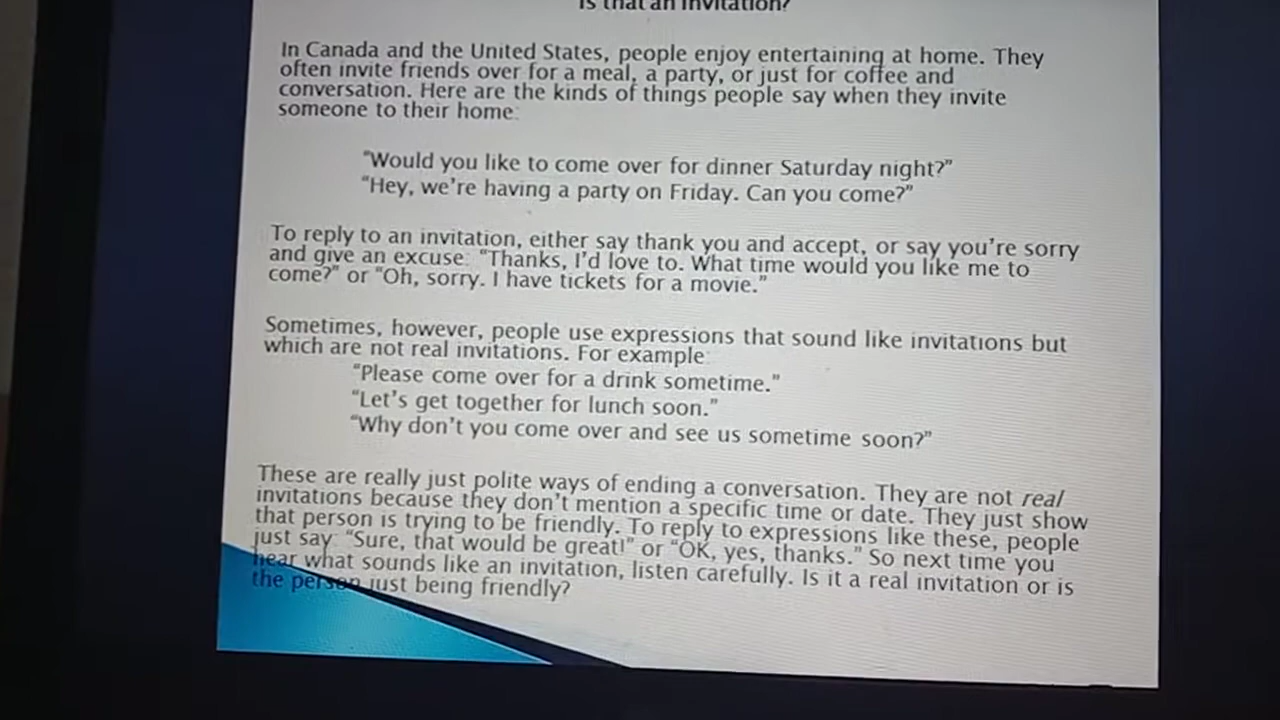 Is that an invitation?
In Canada and the United States, people enjoy entertaining at home. They
often invite friends over for a meal, a party, or just for coffee and
conversation. Here are the kinds of things people say when they invite
someone to their home:
“Would you like to come over for dinner Saturday night?”
“Hey, we’re having a party on Friday. Can you come?”
To reply to an invitation, either say thank you and accept, or say you’re sorry
and give an excuse: “Thanks, I’d love to. What time would you like me to
come?” or “Oh, sorry. I have tickets for a movie.”
Sometimes, however, people use expressions that sound like invitations but
which are not real invitations. For example:
“Please come over for a drink sometime.”
“Let’s get together for lunch soon.”
“Why don’t you come over and see us sometime soon?”
These are really just polite ways of ending a conversation. They are not real
invitations because they don’t mention a specific time or date. They just show
that person is trying to be friendly. To reply to expressions like these, people
just say: “Sure, that would be great!” or “OK, yes, thanks.” So next time you
hear what sounds like an invitation, listen carefully. Is it a real invitation or is
the person just being friendly?